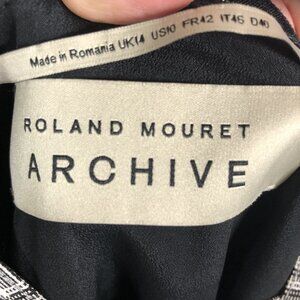 Made in Romania UK14 US10 FR42 IT46 D40
ROLAND MOURET
ARCHIVE